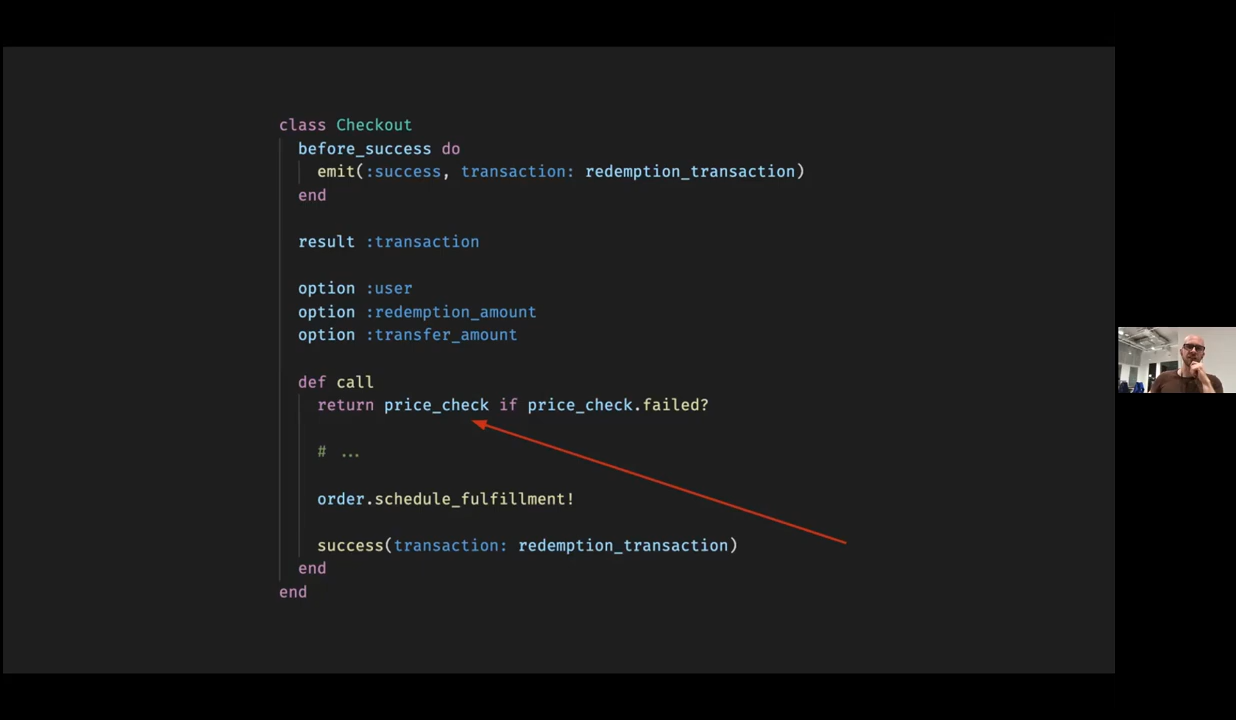 class Checkout
before_success do
emit(:success, transaction: redemption_transaction)
end
result :transaction
option :user
option :redemption_amount
option :transfer_amount
def call
return price_check if price_check.failed?
# ...
order.schedule_fulfillment!
success(transaction: redemption_transaction)
end
end